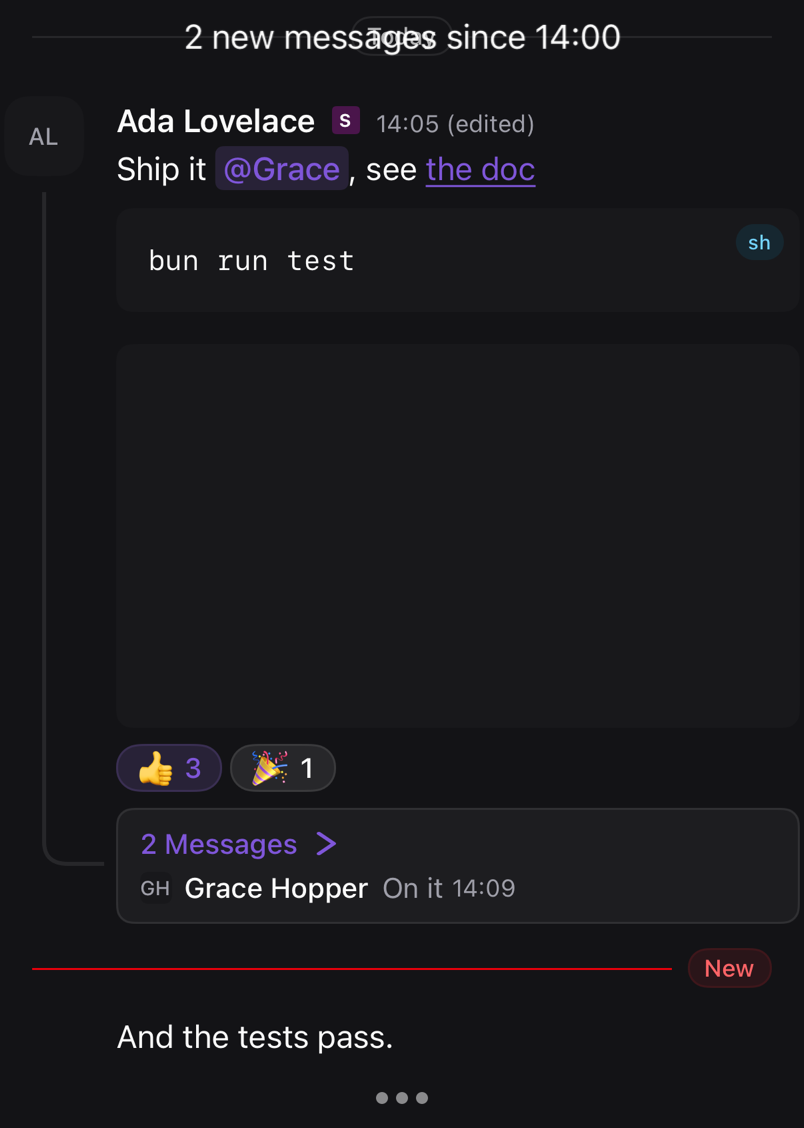 2 new messages since 14:00
Today
AL
Ada Lovelace S 14:05 (edited)
Ship it @Grace, see the doc
sh
bun run test
👍 3 🎉 1
2 Messages >
GH Grace Hopper On it 14:09
New
And the tests pass.